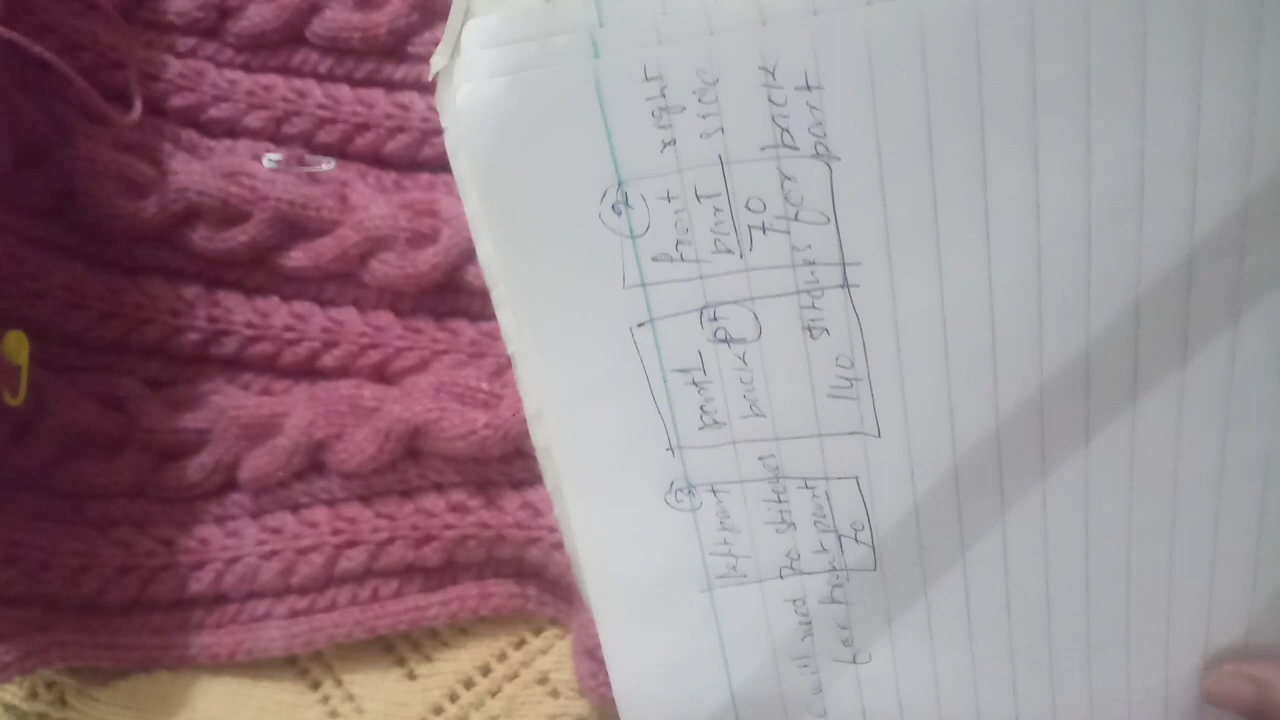 3
left part
will need 70 stitches
for front part
70
part 1
back pt
140 stitches for back
part
2
front right
part side
70